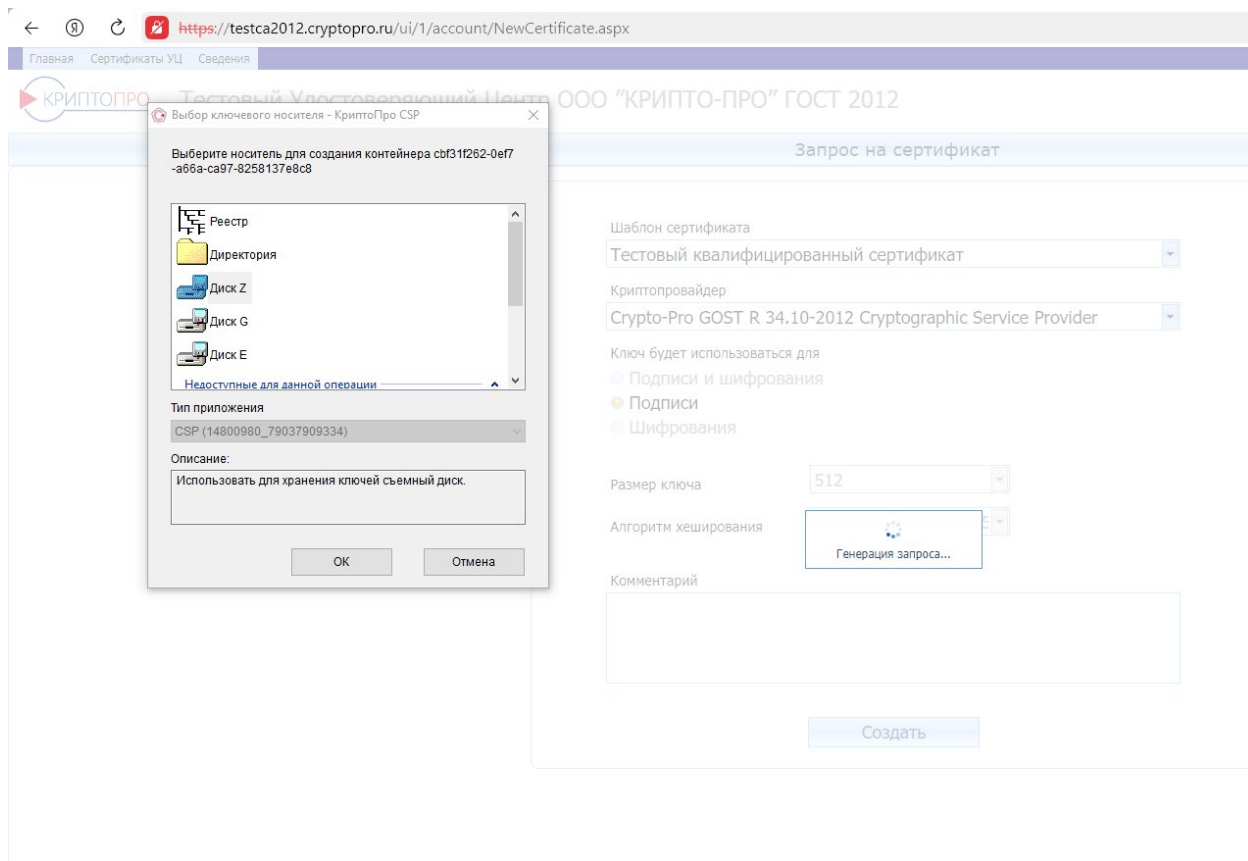 https://testca2012.cryptopro.ru/ui/1/account/NewCertificate.aspx
Главная Сертификаты УЦ Сведения
КРИПТОПРО
Тестовый Удостоверяющий Центр ООО "КРИПТО-ПРО" ГОСТ 2012
Запрос на сертификат
Выбор ключевого носителя - КриптоПро CSP
Выберите носитель для создания контейнера cbf31f262-0ef7
-a66a-ca97-8258137e8c8
Реестр
Директория
Диск Z
Диск G
Диск E
Недоступные для данной операции
Тип приложения
CSP (14800980_79037909334)
Описание:
Использовать для хранения ключей съемный диск.
ОК
Отмена
Шаблон сертификата
Тестовый квалифицированный сертификат
Криптопровайдер
Crypto-Pro GOST R 34.10-2012 Cryptographic Service Provider
Ключ будет использоваться для
Подписи и шифрования
Подписи
Шифрования
Размер ключа
512
Алгоритм хеширования
Генерация запроса...
Комментарий
Создать